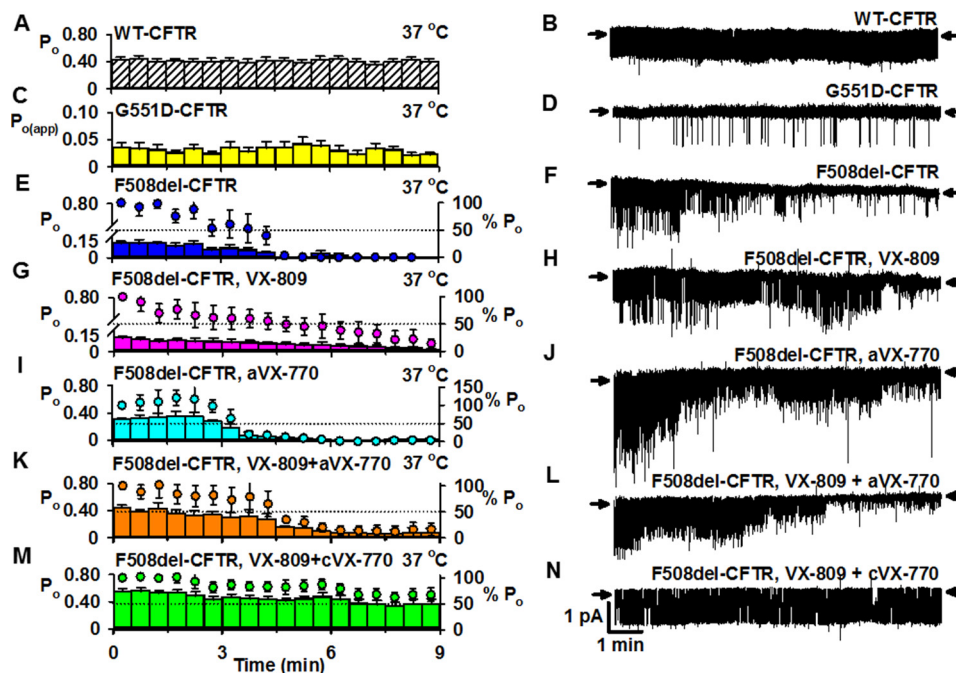 A
WT-CFTR
37 °C
Po
0.80
0.40
0
C
G551D-CFTR
37 °C
Po(app)
0.10
0.05
0
E
F508del-CFTR
37 °C
Po
0.80
0.15
0
100
50
0
% Po
G
F508del-CFTR, VX-809
37 °C
Po
0.80
0.15
0
100
50
0
% Po
I
F508del-CFTR, aVX-770
37 °C
Po
0.80
0.40
0
150
100
50
0
% Po
K
F508del-CFTR, VX-809+aVX-770
37 °C
Po
0.80
0.40
0
100
50
0
% Po
M
F508del-CFTR, VX-809+cVX-770
37 °C
Po
0.80
0.40
0
100
50
0
% Po
0
3
6
9
Time (min)
B
WT-CFTR
D
G551D-CFTR
F
F508del-CFTR
H
F508del-CFTR, VX-809
J
F508del-CFTR, aVX-770
L
F508del-CFTR, VX-809 + aVX-770
N
F508del-CFTR, VX-809 + cVX-770
1 pA
1 min